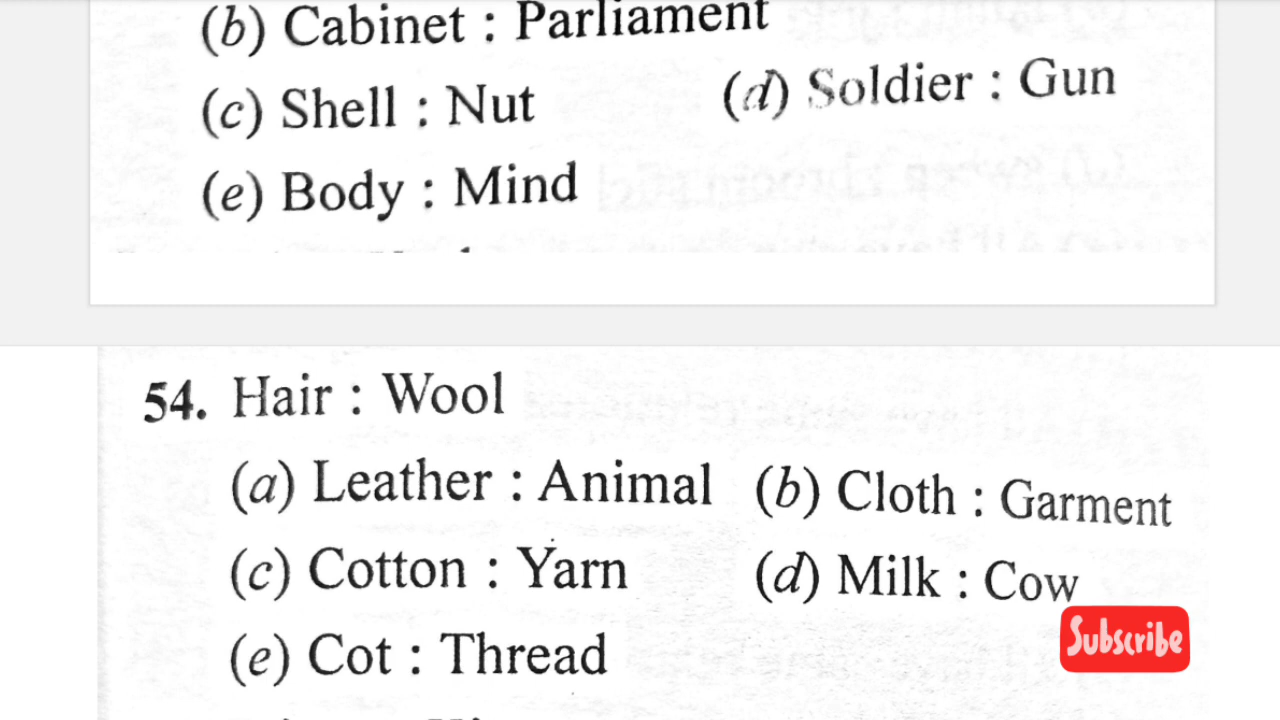 (b) Cabinet : Parliament
(c) Shell : Nut (d) Soldier : Gun
(e) Body : Mind
54. Hair : Wool
(a) Leather : Animal (b) Cloth : Garment
(c) Cotton : Yarn (d) Milk : Cow
(e) Cot : Thread
Subscribe